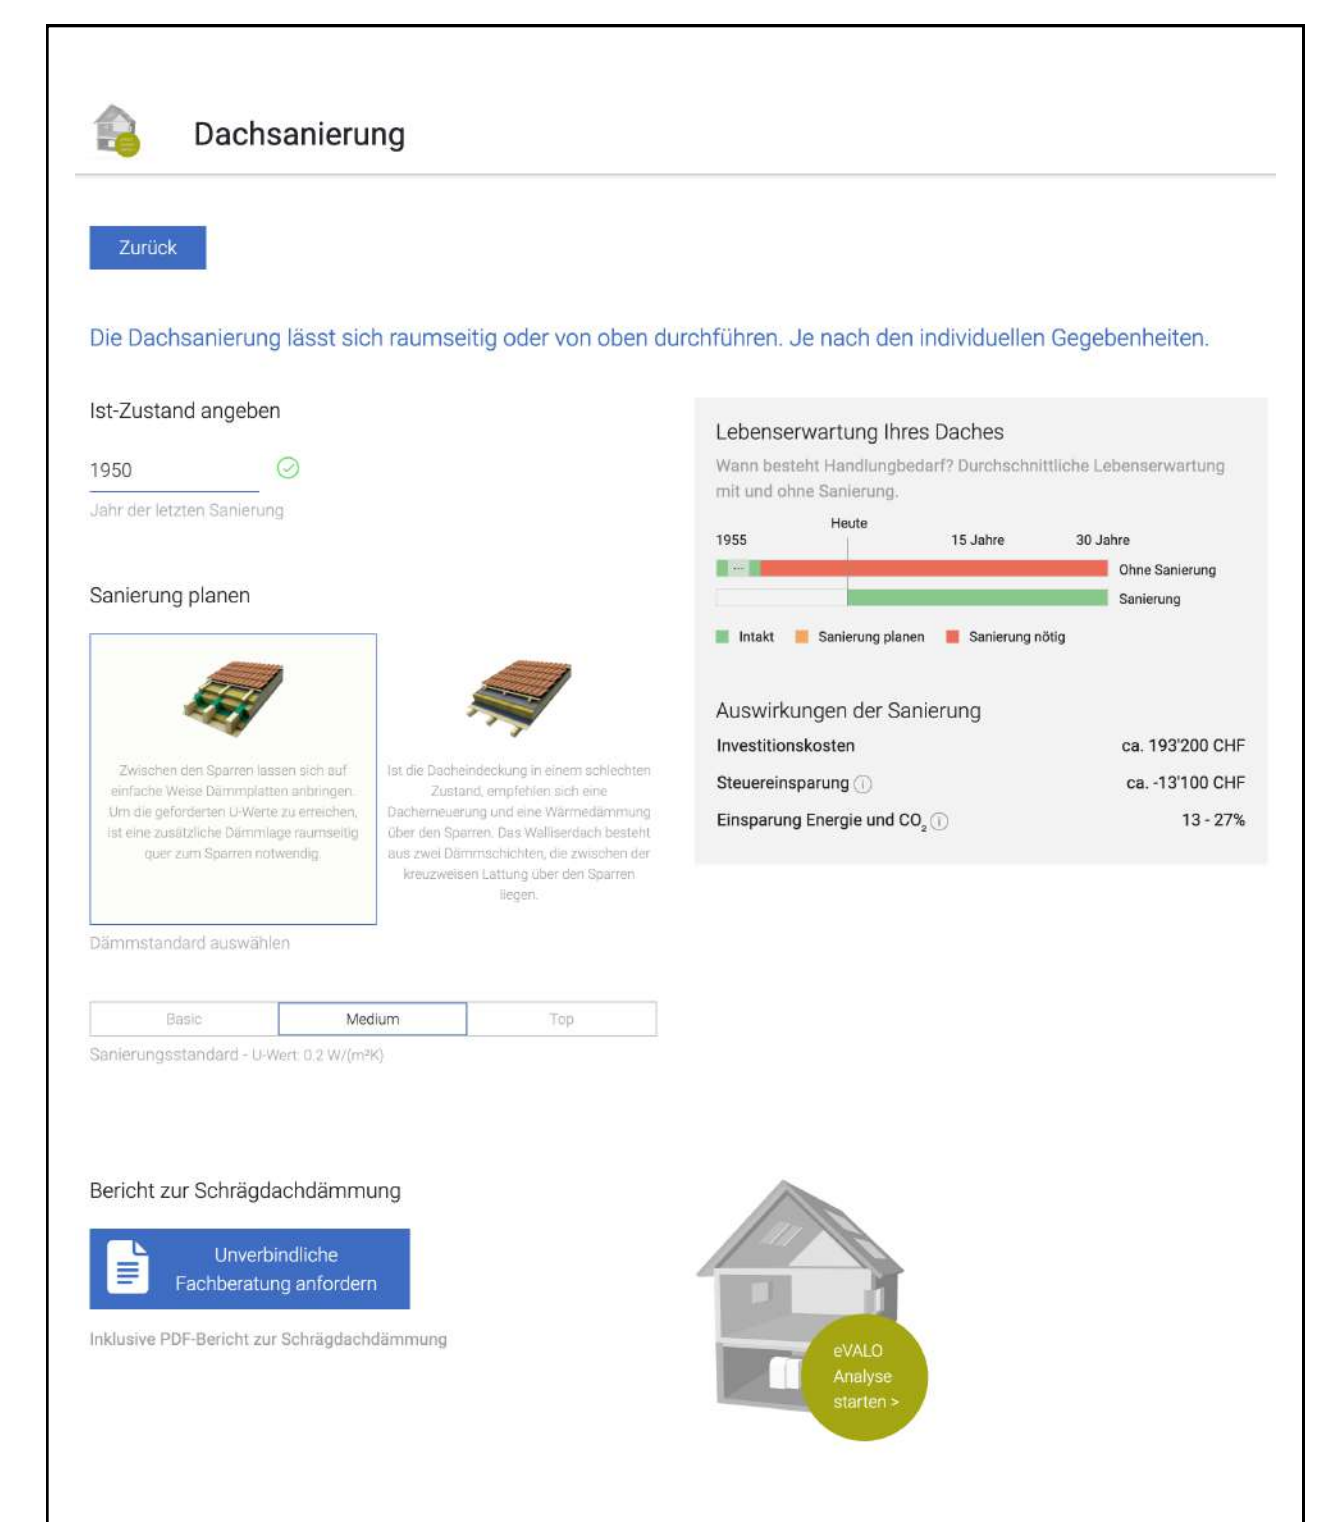 Dachsanierung
Zurück
Die Dachsanierung lässt sich raumseitig oder von oben durchführen. Je nach den individuellen Gegebenheiten.
Ist-Zustand angeben
1950
Jahr der letzten Sanierung
Sanierung planen
Zwischen den Sparren lassen sich auf
einfache Weise Dämmplatten anbringen.
Um die geforderten U-Werte zu erreichen,
ist eine zusätzliche Dämmlage raumseitig
quer zum Sparren notwendig.
Ist die Dacheindeckung in einem schlechten
Zustand, empfehlen sich eine
Dacherneuerung und eine Wärmedämmung
über den Sparren. Das Walliserdach besteht
aus zwei Dämmschichten, die zwischen der
kreuzweisen Lattung über den Sparren
liegen.
Dämmstandard auswählen
Basic
Medium
Top
Sanierungsstandard - U-Wert: 0.2 W/(m²K)
Lebenserwartung Ihres Daches
Wann besteht Handlungbedarf? Durchschnittliche Lebenserwartung
mit und ohne Sanierung.
Heute
1955
15 Jahre
30 Jahre
...
Ohne Sanierung
Sanierung
Intakt
Sanierung planen
Sanierung nötig
Auswirkungen der Sanierung
Investitionskosten ca. 193'200 CHF
Steuereinsparung ca. -13'100 CHF
Einsparung Energie und CO₂ 13 - 27%
Bericht zur Schrägdachdämmung
Unverbindliche
Fachberatung anfordern
Inklusive PDF-Bericht zur Schrägdachdämmung
eVALO
Analyse
starten >